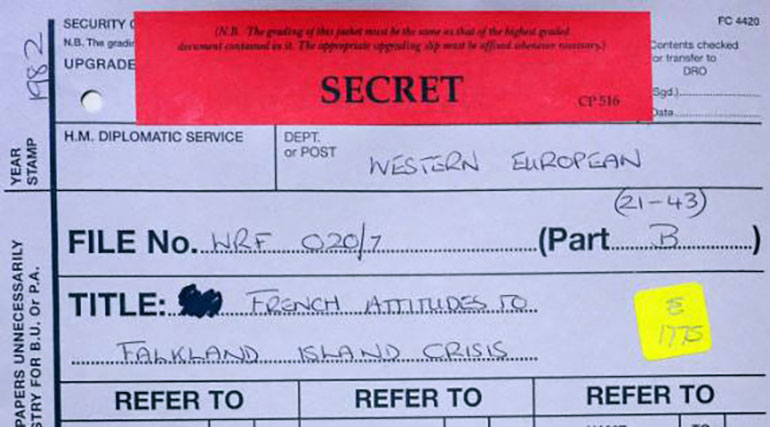 SECURITY
N.B. The
UPGRADE
(N.B. The grading of this jacket must be the same as that of the highest graded
document contained in it. The appropriate upgrading slip must be affixed whenever necessary.)
SECRET
CP 516
FC 4420
Contents checked
for transfer to
DRO
(Sgd.)
Date
1982
YEAR
STAMP
H.M. DIPLOMATIC SERVICE
DEPT.
or POST
WESTERN EUROPEAN
(21-43)
FILE No. WRF 020/7 (Part B)
TITLE: FRENCH ATTITUDES TO
FALKLAND ISLAND CRISIS
1775
PAPERS UNNECESSARILY
FOR B.U. Or P.A.
REFER TO
REFER TO
REFER TO
NAME
TO